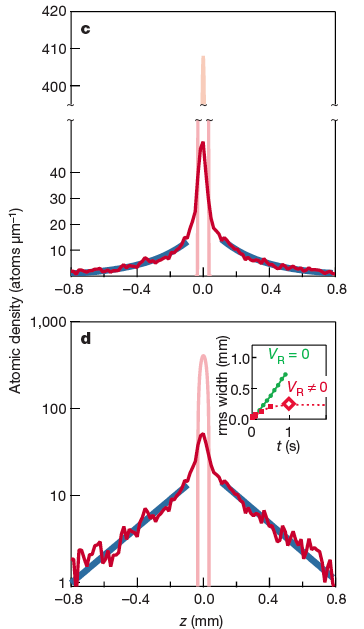 420
c
400
40
30
20
10
−0.8 −0.4 0.0 0.4 0.8
Atomic density (atoms μm⁻¹)
1,000
d
100
10
1
rms width (mm)
1.0
0.5
0.0
V_R = 0
V_R ≠ 0
0 1
t (s)
−0.8 −0.4 0.0 0.4 0.8
z (mm)